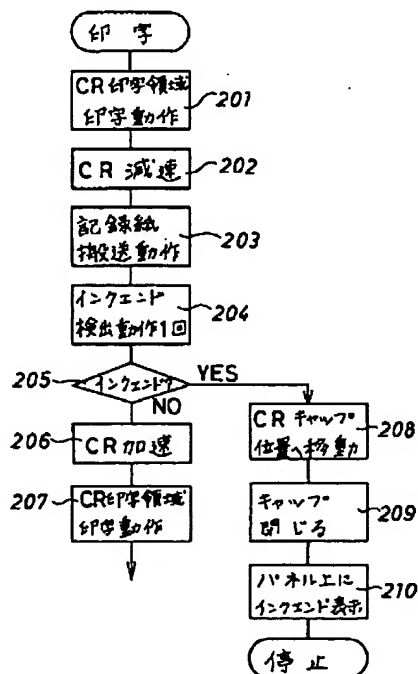 印字
CR印字領域
印字動作
201
CR 減速
202
記録紙
搬送動作
203
インクエンド
検出動作1回
204
205
インクエンド?
YES
NO
206
CR加速
207
CR印字領域
印字動作
CRキャップ
位置へ移動
208
キャップ
閉じる
209
パネル上に
インクエンド表示
210
停止